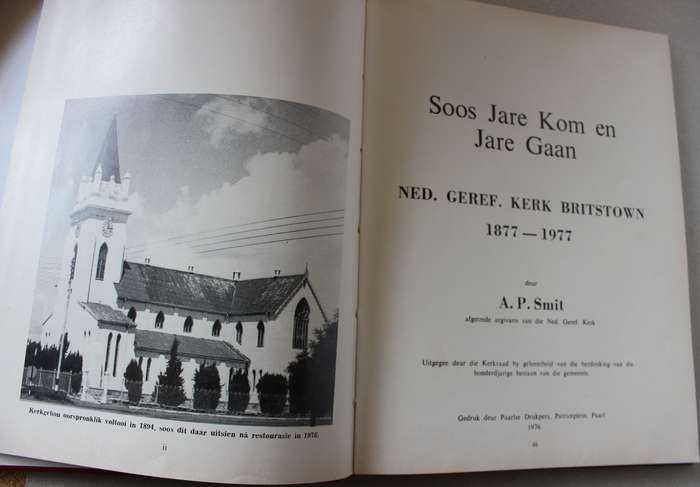 Kerkgebou oorspronklik voltooi in 1894, soos dit daar uitsien ná restourasie in 1976.
ii
Soos Jare Kom en
Jare Gaan
NED. GEREF. KERK BRITSTOWN
1877 — 1977
deur
A. P. Smit
afgetrede argivaris van die Ned. Geref. Kerk
Uitgegee deur die Kerkraad by geleentheid van die herdenking van die
honderdjarige bestaan van die gemeente.
Gedruk deur Paarlse Drukpers, Patriotplein, Paarl
1976
iii